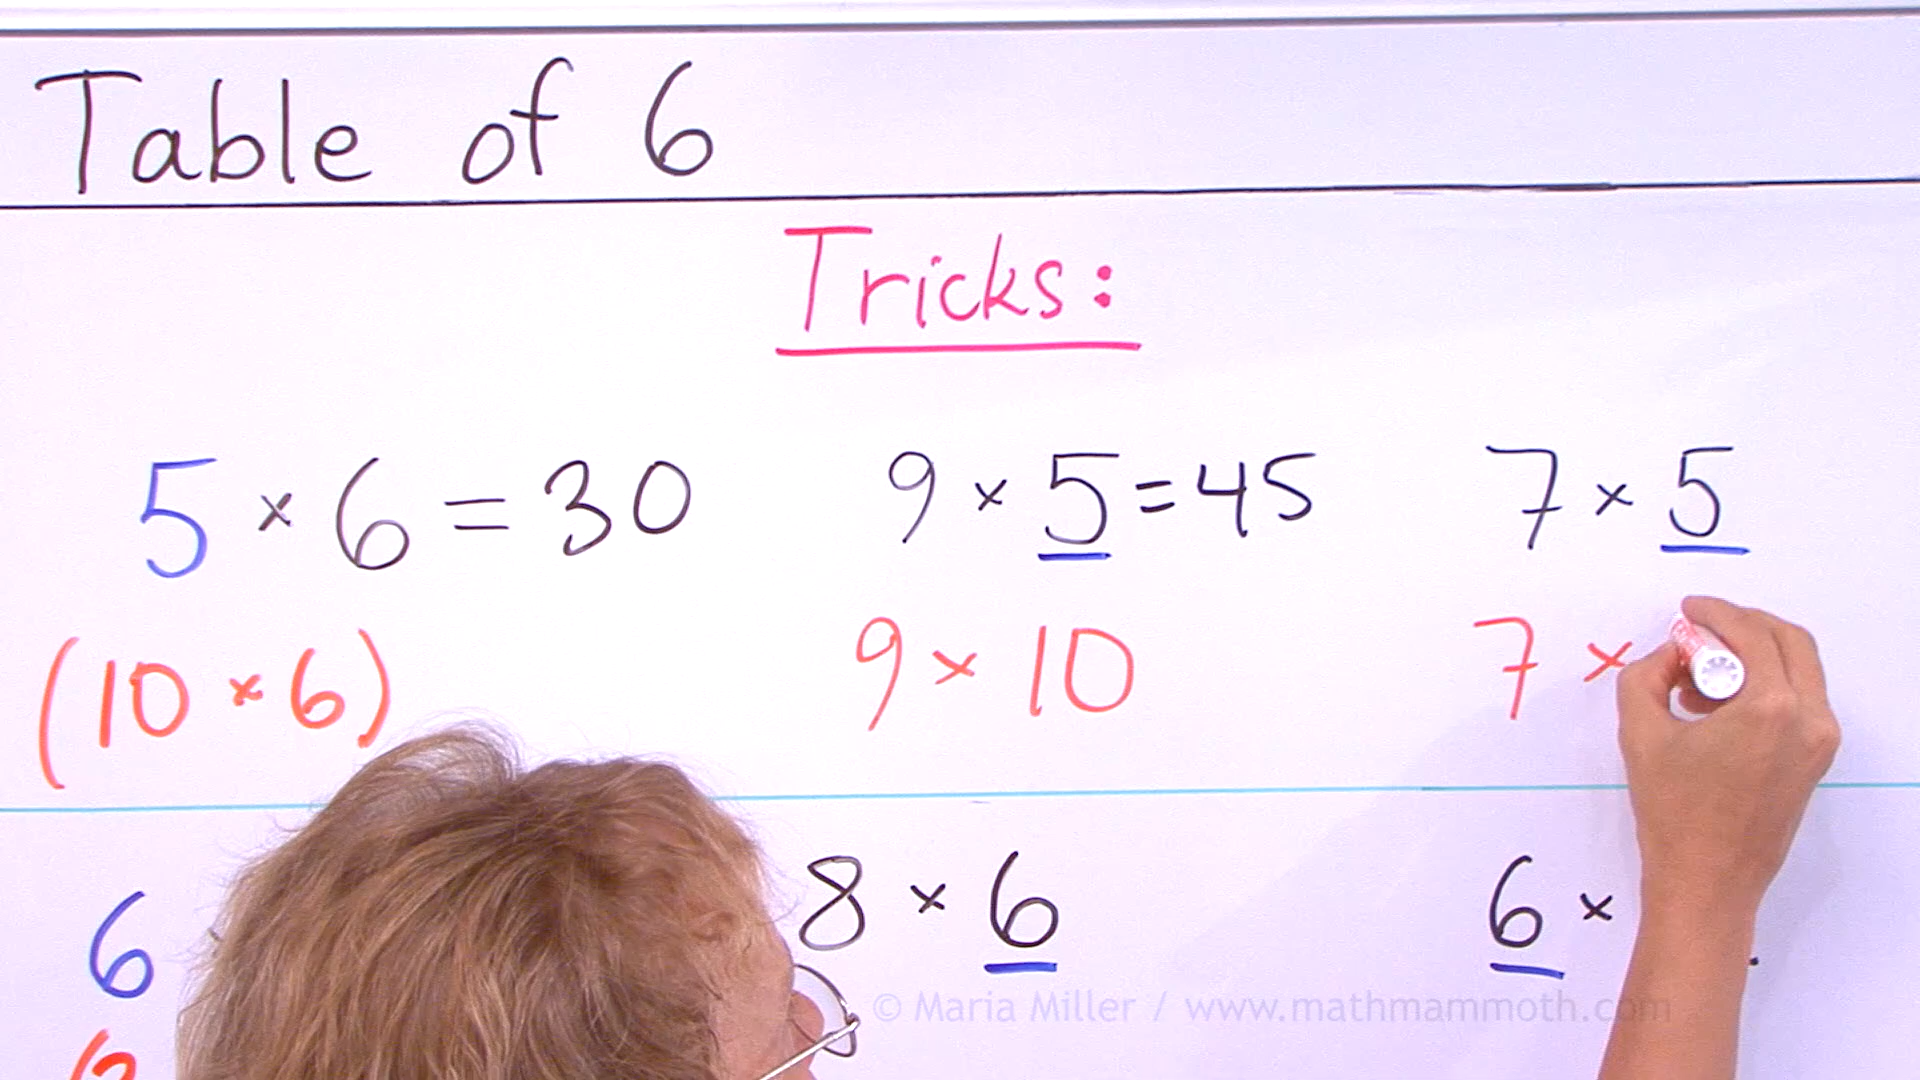 Table of 6
Tricks:
5 × 6 = 30 9 × 5 = 45 7 × 5
(10 × 6) 9 × 10 7 ×
6 8 × 6 6 ×
© Maria Miller / www.mathmammoth.com